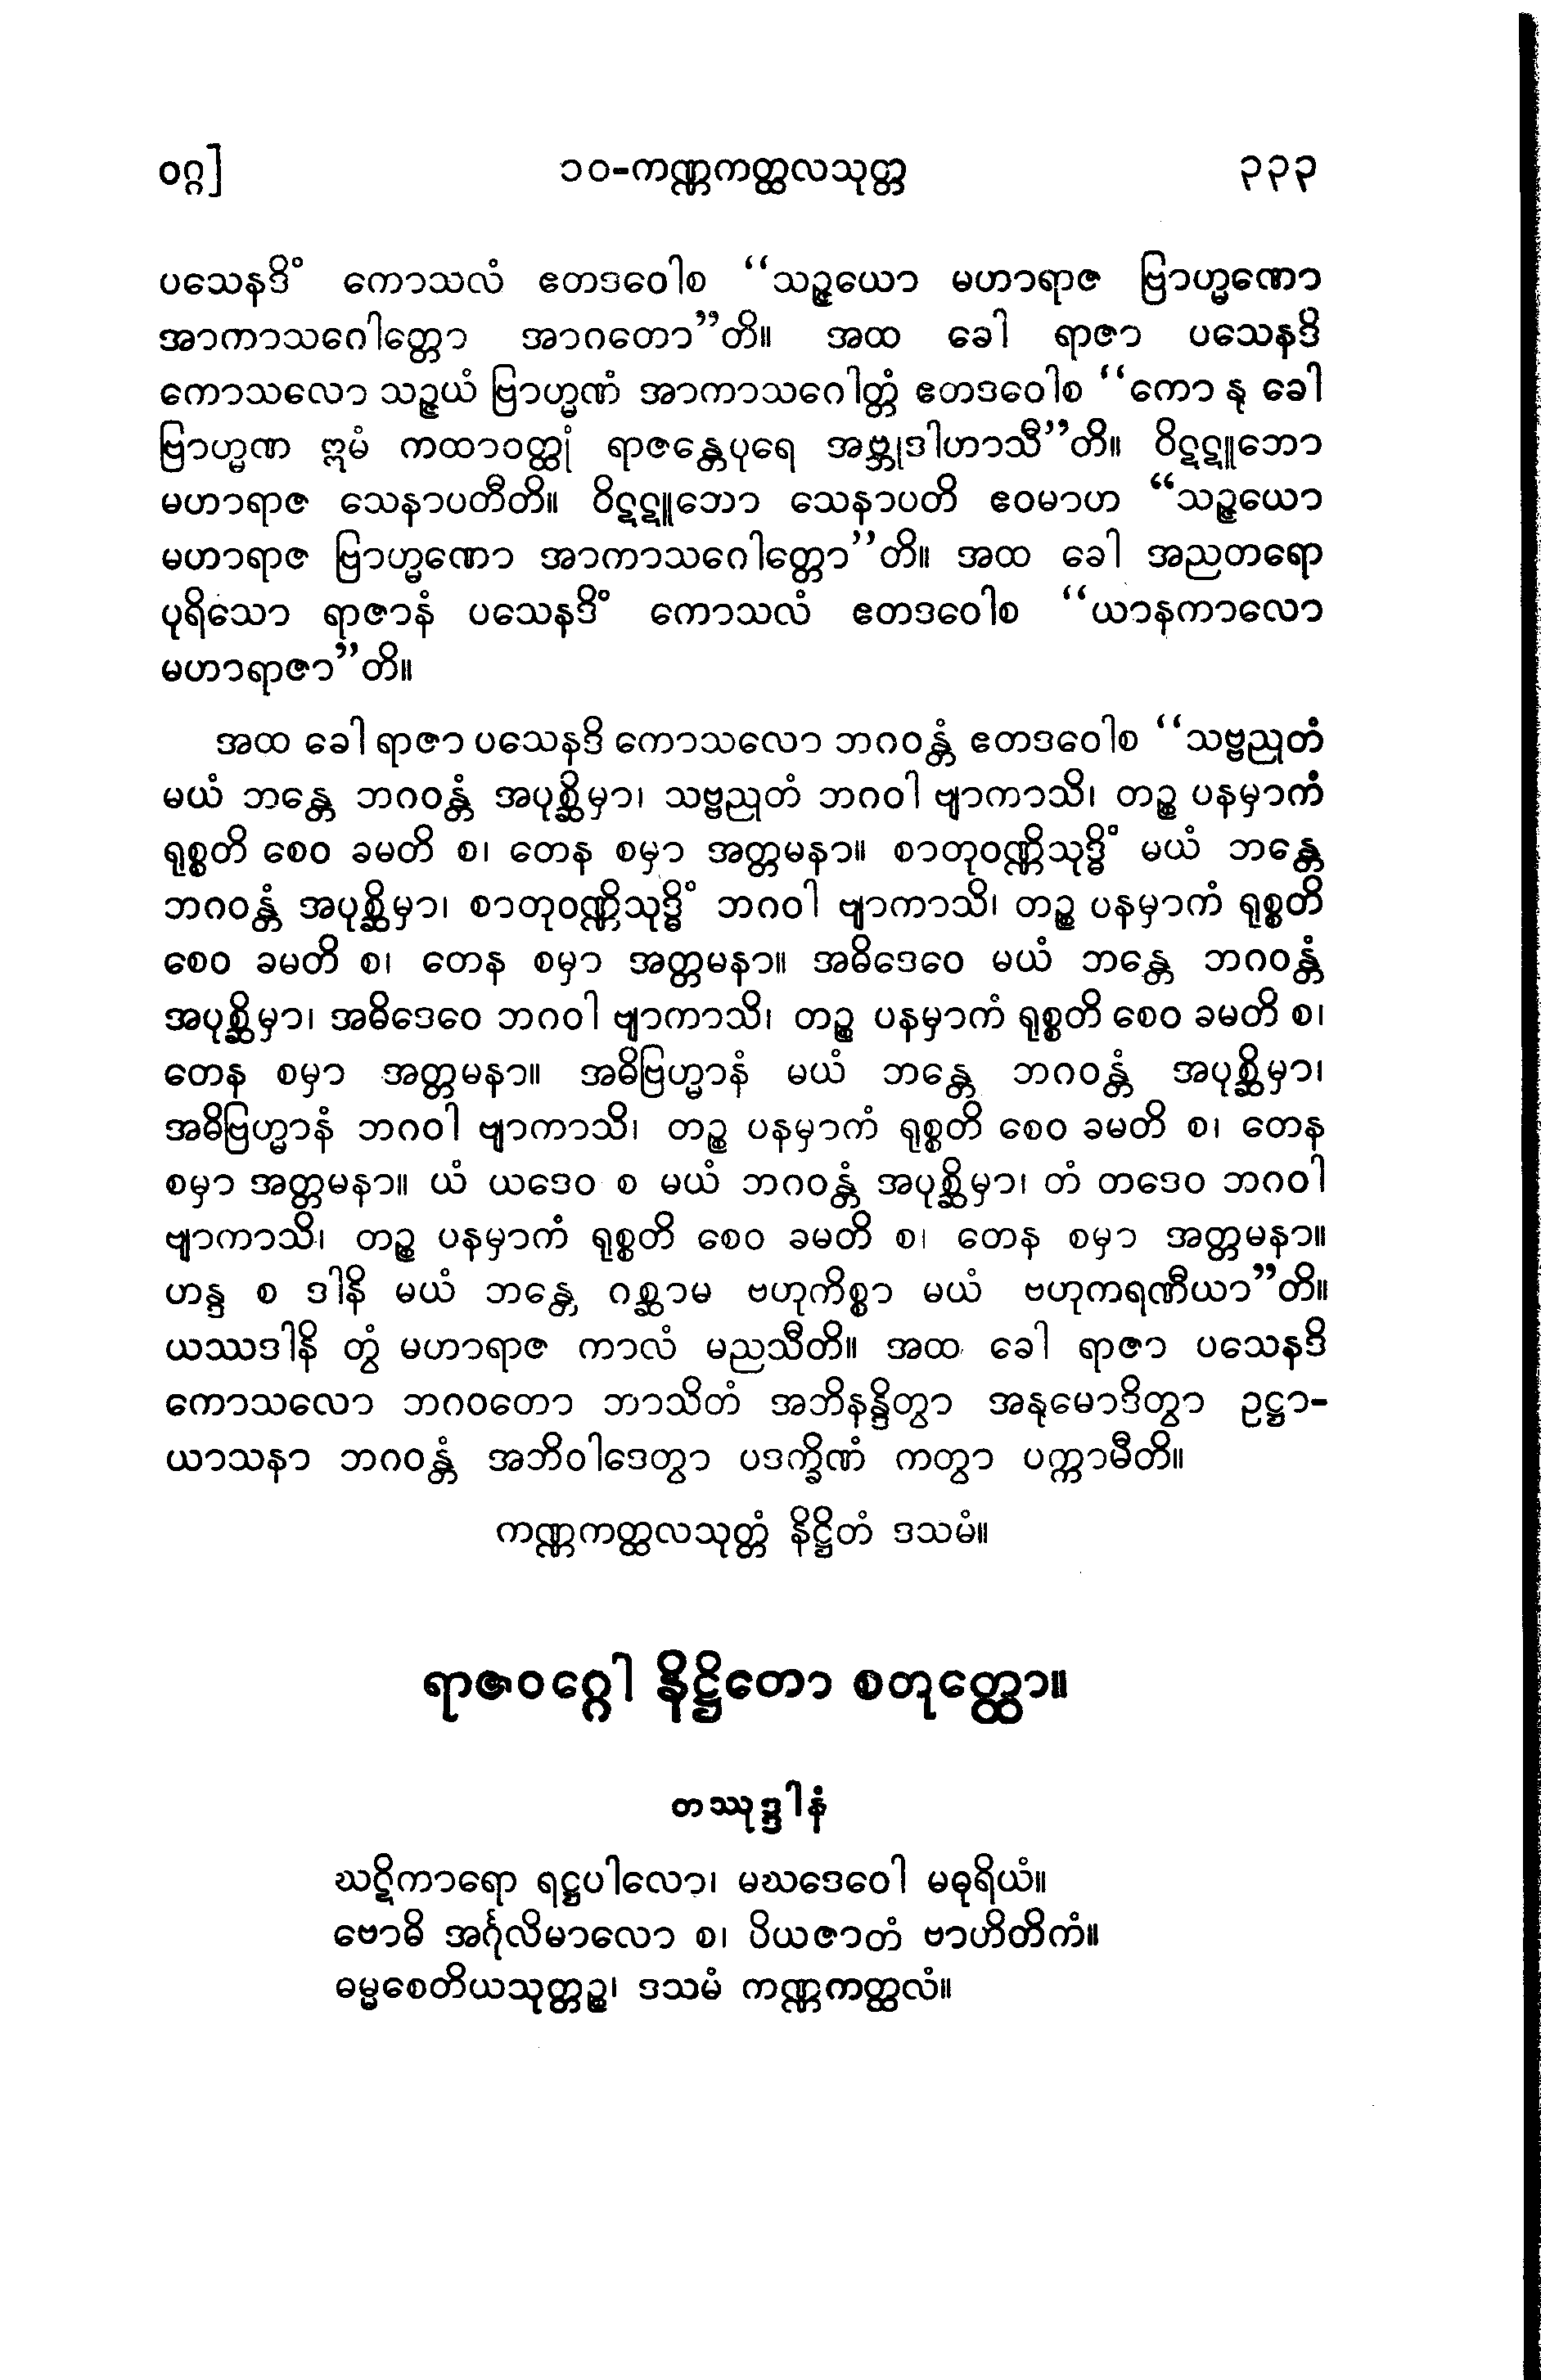 ဝဂ္ဂ]
၁၀-ကဏ္ဏကတ္ထလသုတ္တ
၃၃၃
ပသေနဒိံ ကောသလံ ဧတဒဝေါစ “သဉ္ဇယော မဟာရာဇ ဗြာဟ္မဏော
အာကာသဂေါတ္တော အာဂတော”တိ။ အထ ခေါ ရာဇာ ပသေနဒိ
ကောသလော သဉ္ဇယံ ဗြာဟ္မဏံ အာကာသဂေါတ္တံ ဧတဒဝေါစ “ကော နု ခေါ
ဗြာဟ္မဏ ဣမံ ကထာဝတ္ထုံ ရာဇန္တေပုရေ အဗ္ဘုဒါဟာသီ”တိ။ ဝိဋဋူဘော
မဟာရာဇ သေနာပတီတိ။ ဝိဋဋူဘော သေနာပတိ ဧဝမာဟ “သဉ္ဇယော
မဟာရာဇ ဗြာဟ္မဏော အာကာသဂေါတ္တော”တိ။ အထ ခေါ အညတရော
ပုရိသော ရာဇာနံ ပသေနဒိံ ကောသလံ ဧတဒဝေါစ “ယာနကာလော
မဟာရာဇာ”တိ။
အထ ခေါ ရာဇာ ပသေနဒိ ကောသလော ဘဂဝန္တံ ဧတဒဝေါစ “သဗ္ဗညုတံ
မယံ ဘန္တေ ဘဂဝန္တံ အပုစ္ဆိမှာ၊ သဗ္ဗညုတံ ဘဂဝါ ဗျာကာသိ၊ တဉ္စ ပနမှာကံ
ရုစ္စတိ စေဝ ခမတိ စ၊ တေန စမှာ အတ္တမနာ။ စာတုဝဏ္ဏိသုဒ္ဓိံ မယံ ဘန္တေ
ဘဂဝန္တံ အပုစ္ဆိမှာ၊ စာတုဝဏ္ဏိသုဒ္ဓိံ ဘဂဝါ ဗျာကာသိ၊ တဉ္စ ပနမှာကံ ရုစ္စတိ
စေဝ ခမတိ စ၊ တေန စမှာ အတ္တမနာ။ အဓိဒေဝေ မယံ ဘန္တေ ဘဂဝန္တံ
အပုစ္ဆိမှာ၊ အဓိဒေဝေ ဘဂဝါ ဗျာကာသိ၊ တဉ္စ ပနမှာကံ ရုစ္စတိ စေဝ ခမတိ စ၊
တေန စမှာ အတ္တမနာ။ အဓိဗြဟ္မာနံ မယံ ဘန္တေ ဘဂဝန္တံ အပုစ္ဆိမှာ၊
အဓိဗြဟ္မာနံ ဘဂဝါ ဗျာကာသိ၊ တဉ္စ ပနမှာကံ ရုစ္စတိ စေဝ ခမတိ စ၊ တေန
စမှာ အတ္တမနာ။ ယံ ယဒေဝ စ မယံ ဘဂဝန္တံ အပုစ္ဆိမှာ၊ တံ တဒေဝ ဘဂဝါ
ဗျာကာသိ၊ တဉ္စ ပနမှာကံ ရုစ္စတိ စေဝ ခမတိ စ၊ တေန စမှာ အတ္တမနာ။
ဟန္ဒ စ ဒါနိ မယံ ဘန္တေ ဂစ္ဆာမ ဗဟုကိစ္စာ မယံ ဗဟုကရဏီယာ”တိ။
ယဿဒါနိ တွံ မဟာရာဇ ကာလံ မညသီတိ။ အထ ခေါ ရာဇာ ပသေနဒိ
ကောသလော ဘဂဝတော ဘာသိတံ အဘိနန္ဒိတွာ အနုမောဒိတွာ ဥဋ္ဌာ-
ယာသနာ ဘဂဝန္တံ အဘိဝါဒေတွာ ပဒက္ခိဏံ ကတွာ ပက္ကာမီတိ။
ကဏ္ဏကတ္ထလသုတ္တံ နိဋ္ဌိတံ ဒသမံ။
ရာဇဝဂ္ဂေါ နိဋ္ဌိတော စတုတ္ထော။
တဿုဒ္ဒါနံ
ဃဋိကာရော ရဋ္ဌပါလော၊ မဃဒေဝေါ မဓုရိယံ။
ဗောဓိ အင်္ဂုလိမာလော စ၊ ပိယဇာတံ ဗာဟိတိကံ။
ဓမ္မစေတိယသုတ္တဉ္စ၊ ဒသမံ ကဏ္ဏကတ္ထလံ။